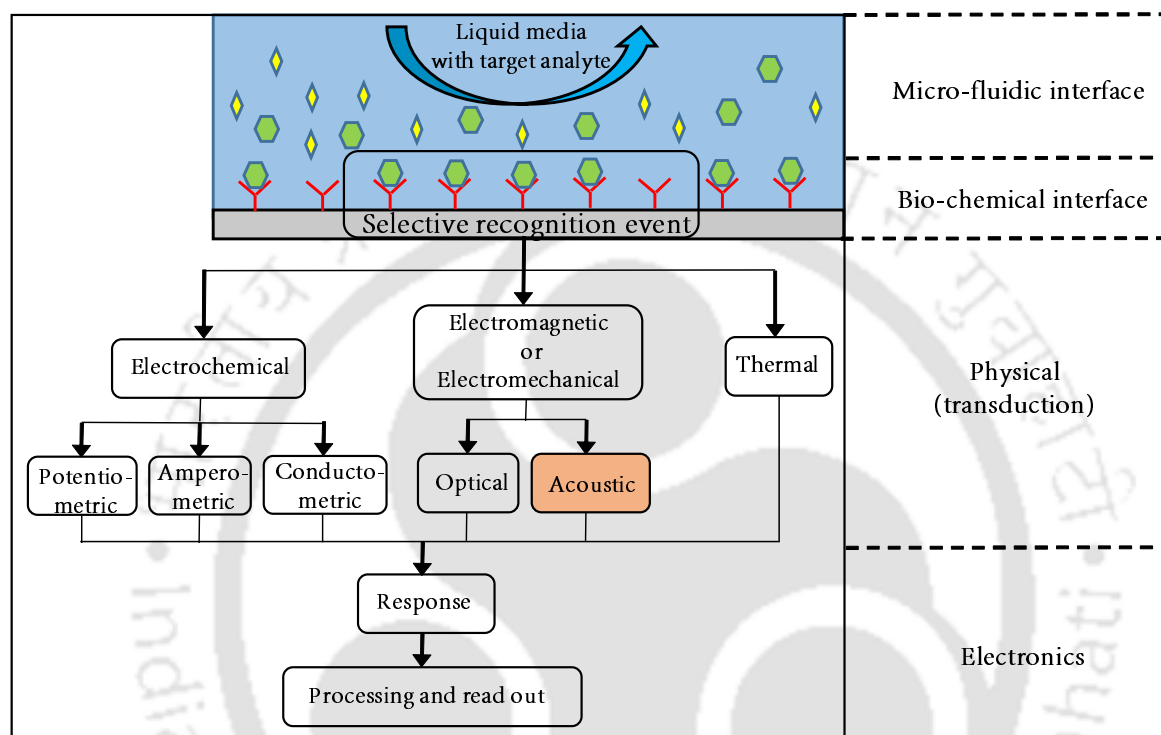 Liquid media
with target analyte
Micro-fluidic interface
Bio-chemical interface
Selective recognition event
Electrochemical
Electromagnetic
or
Electromechanical
Thermal
Physical
(transduction)
Potentio-
metric
Ampero-
metric
Conducto-
metric
Optical
Acoustic
Response
Electronics
Processing and read out